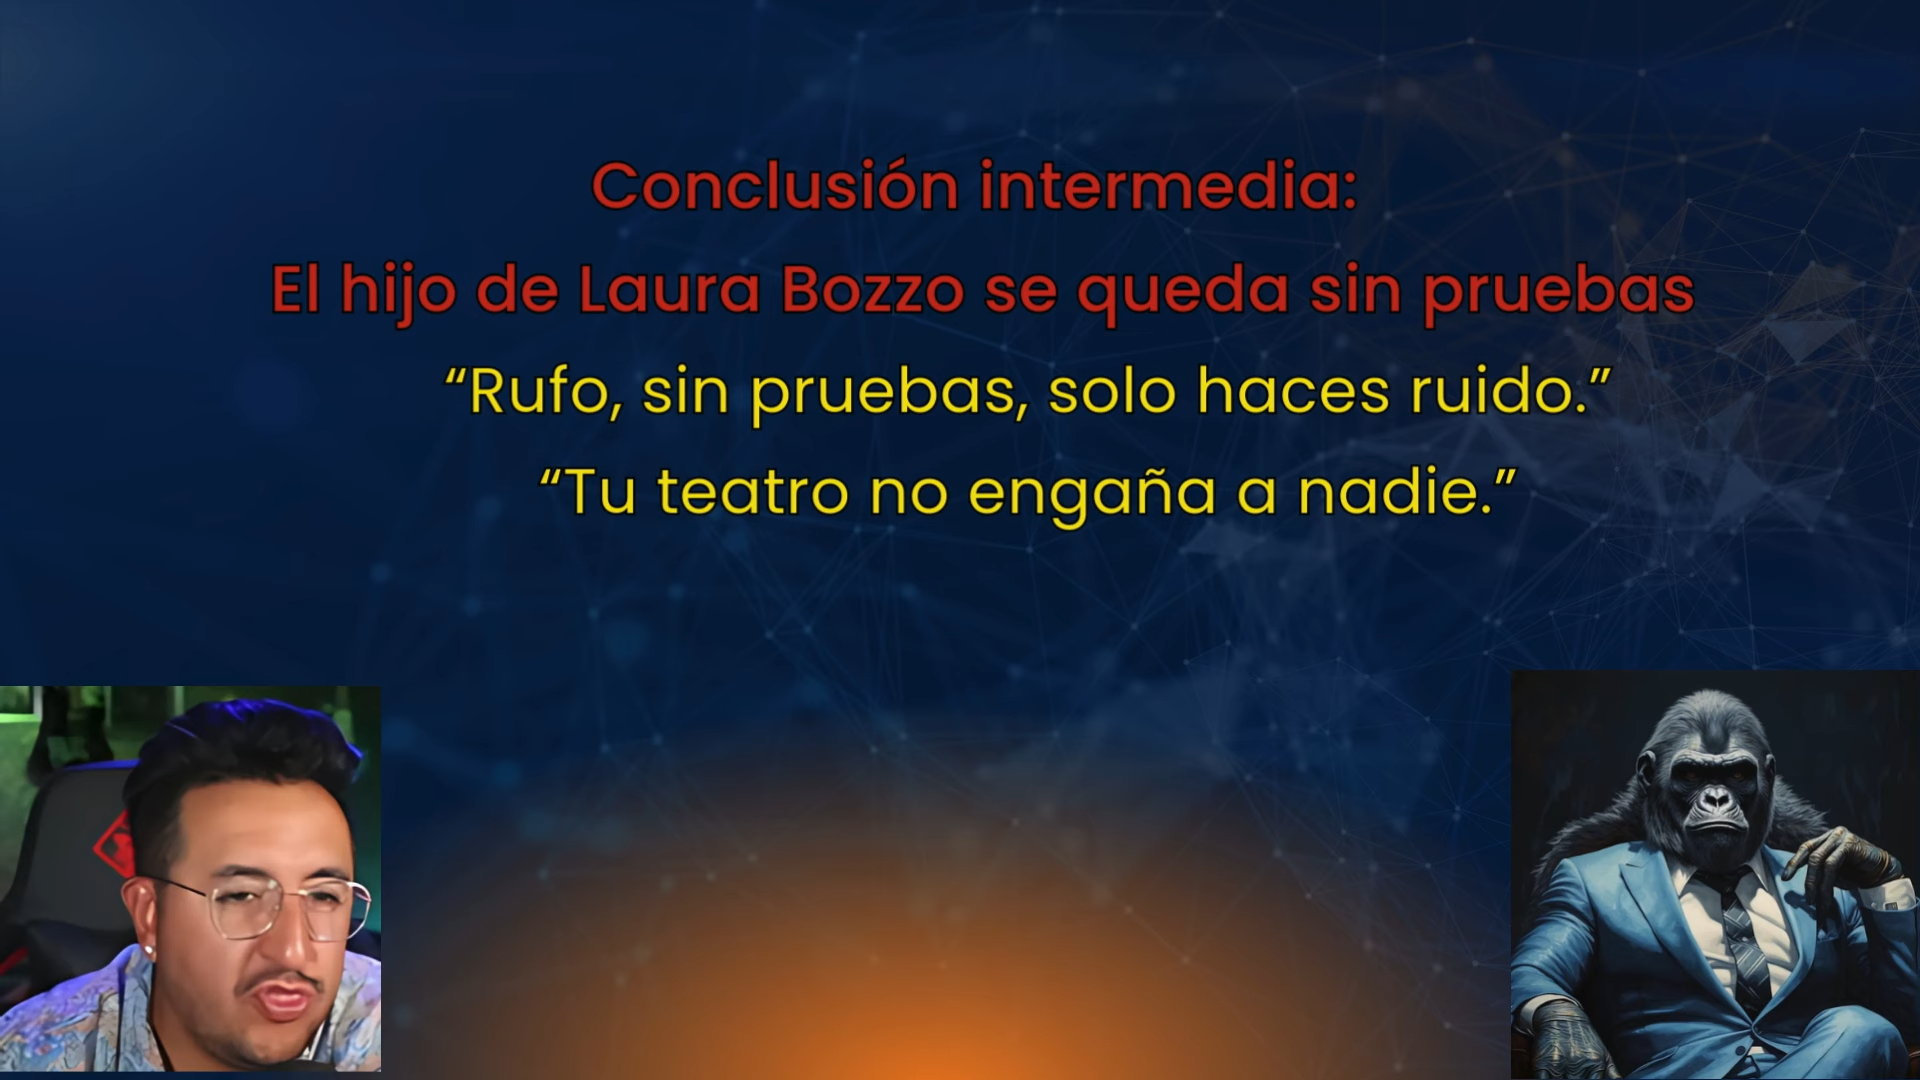 Conclusión intermedia:
El hijo de Laura Bozzo se queda sin pruebas
“Rufo, sin pruebas, solo haces ruido.”
“Tu teatro no engaña a nadie.”